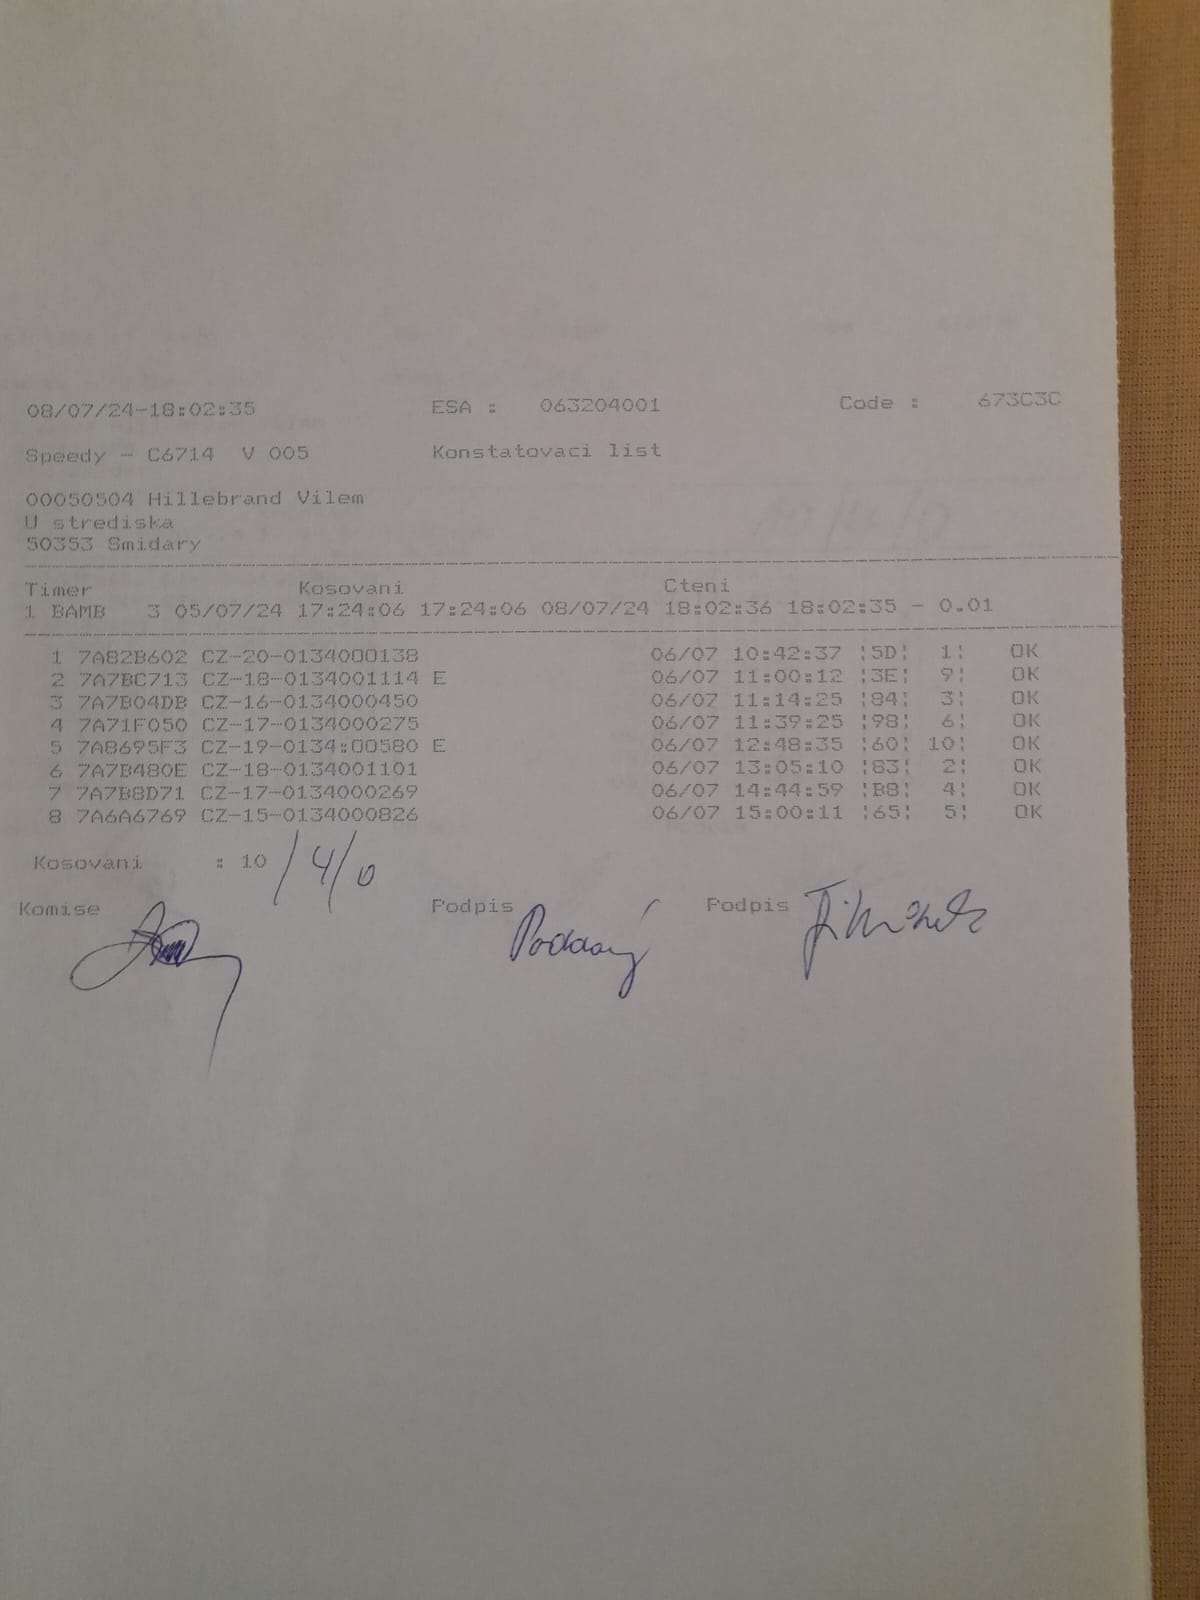 08/07/24-18:02:35 ESA : 063204001 Code : 673C3C
Speedy - C6714 V 005 Konstatovaci list
00050504 Hillebrand Vilem
U strediska
50353 Smidary
Timer Kosovani Cteni
1 BAMB 3 05/07/24 17:24:06 17:24:06 08/07/24 18:02:36 18:02:35 - 0.01
1 7A82B602 CZ-20-0134000138 06/07 10:42:37 ¦5D¦ 1¦ OK
2 7A7BC713 CZ-18-0134001114 E 06/07 11:00:12 ¦3E¦ 9¦ OK
3 7A7B04DB CZ-16-0134000450 06/07 11:14:25 ¦84¦ 3¦ OK
4 7A71F050 CZ-17-0134000275 06/07 11:39:25 ¦98¦ 6¦ OK
5 7A8695F3 CZ-19-0134:00580 E 06/07 12:48:35 ¦60¦ 10¦ OK
6 7A7B480E CZ-18-0134001101 06/07 13:05:10 ¦83¦ 2¦ OK
7 7A7B8D71 CZ-17-0134000269 06/07 14:44:59 ¦B8¦ 4¦ OK
8 7A6A6769 CZ-15-0134000826 06/07 15:00:11 ¦65¦ 5¦ OK
Kosovani : 10 /4/0
Komise Podpis Podpis